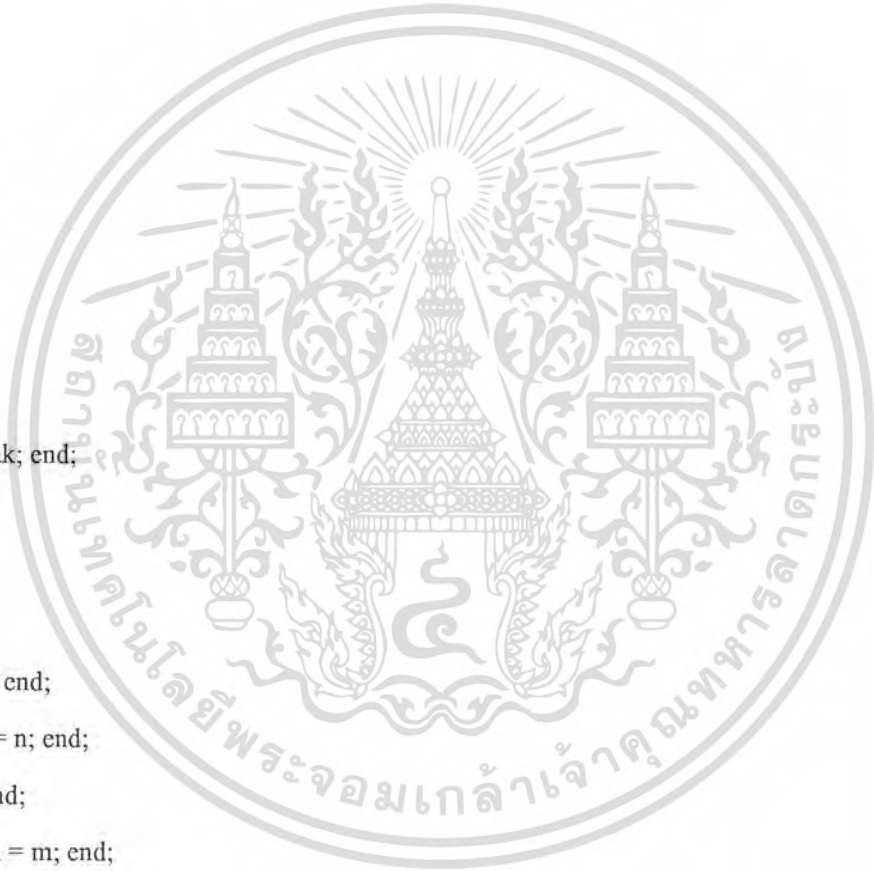 ak; end;
end;
= n; end;
nd;
= m; end;
สถาบันเทคโนโลยีพระจอมเกล้าเจ้าคุณทหารลาดกระบัง
๔